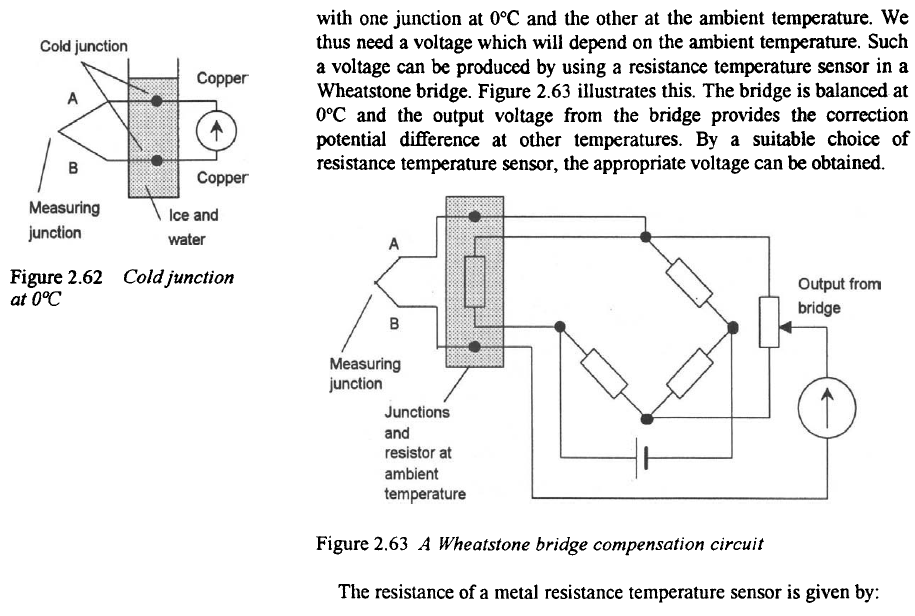 with one junction at 0°C and the other at the ambient temperature. We
thus need a voltage which will depend on the ambient temperature. Such
a voltage can be produced by using a resistance temperature sensor in a
Wheatstone bridge. Figure 2.63 illustrates this. The bridge is balanced at
0°C and the output voltage from the bridge provides the correction
potential difference at other temperatures. By a suitable choice of
resistance temperature sensor, the appropriate voltage can be obtained.
Cold junction
Copper
A
B
Copper
Measuring
junction
Ice and
water
Figure 2.62 Cold junction
at 0°C
A
B
Measuring
junction
Junctions
and
resistor at
ambient
temperature
Output from
bridge
Figure 2.63 A Wheatstone bridge compensation circuit
The resistance of a metal resistance temperature sensor is given by: